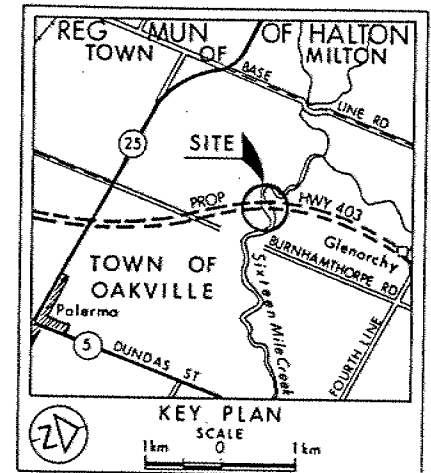 REG MUN OF HALTON
TOWN OF MILTON
BASE LINE RD
25
SITE
PROP HWY 403
Glenarchy
BURNHAMTHORPE RD
TOWN OF
OAKVILLE
Sixteen Mile Creek
Palermo
5
DUNDAS ST
FOURTH LINE
KEY PLAN
SCALE
1km 0 1km
N